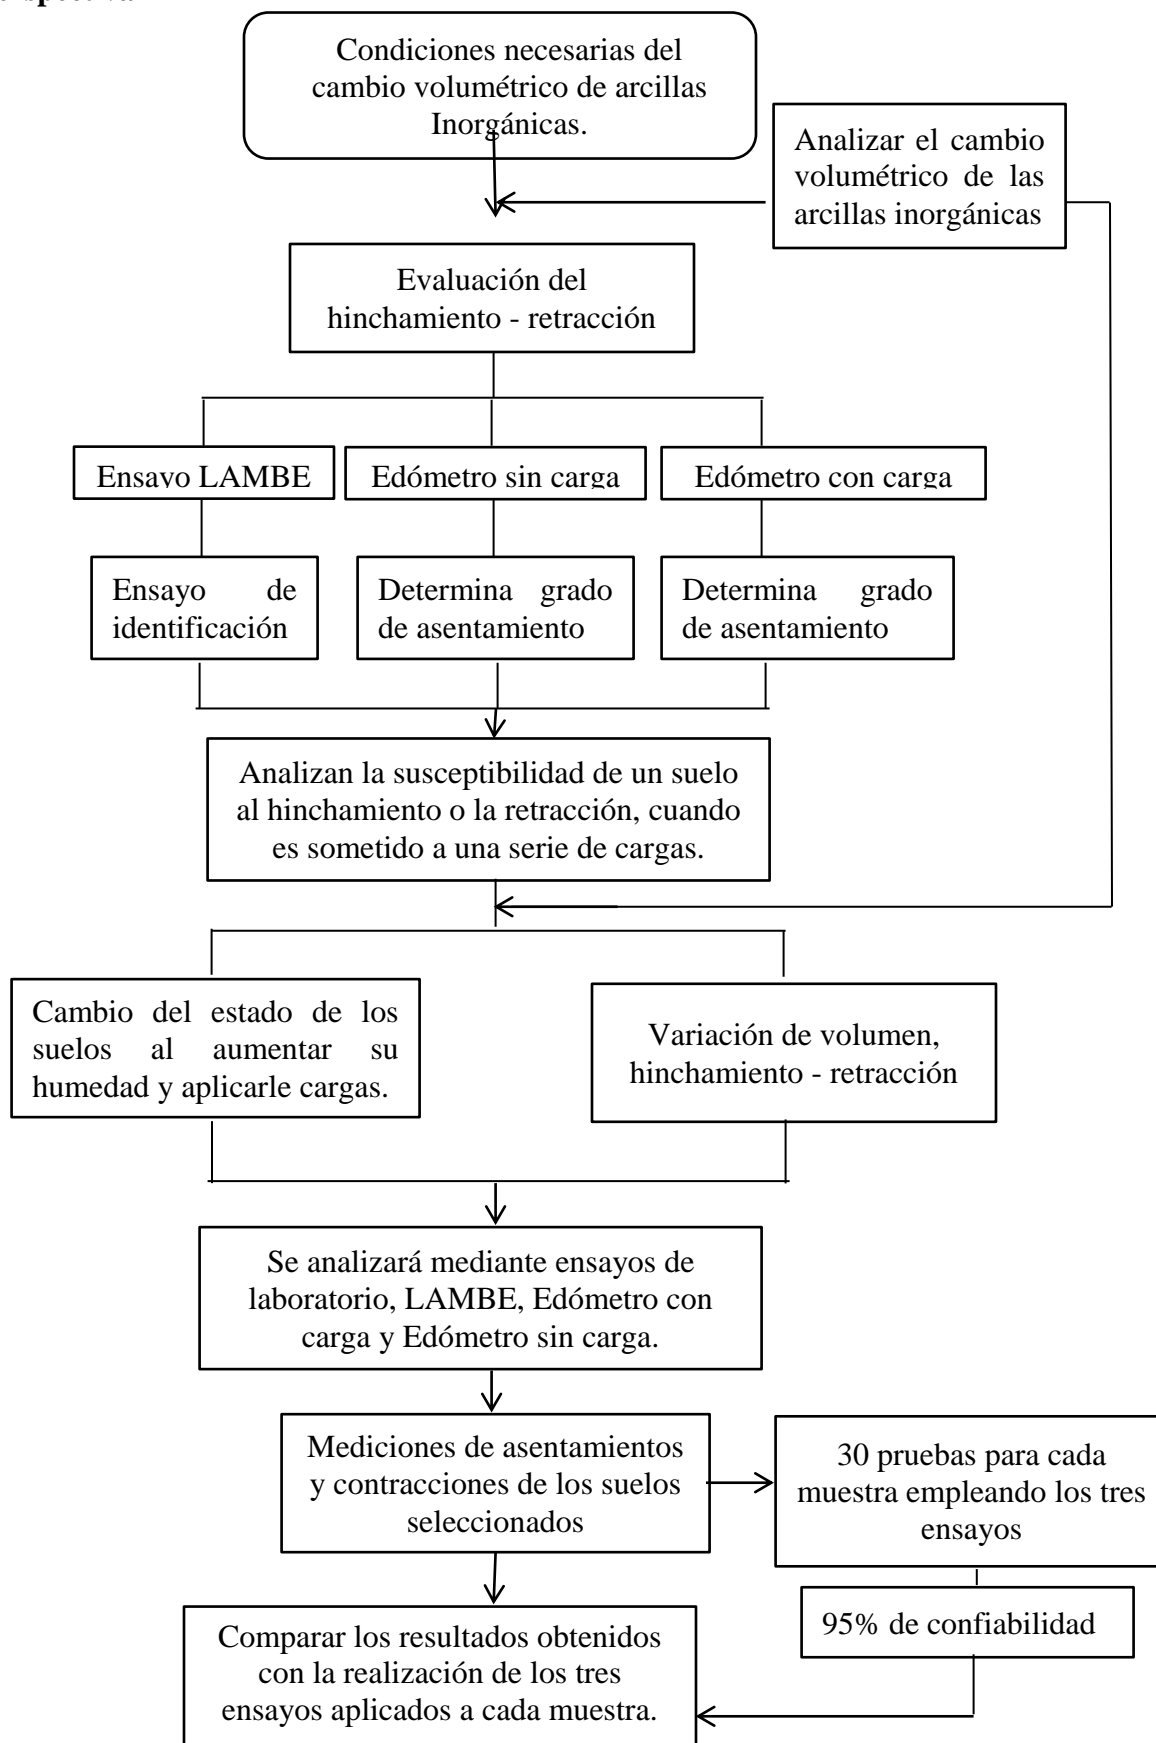 Condiciones necesarias del
cambio volumétrico de arcillas
Inorgánicas.
Analizar el cambio
volumétrico de las
arcillas inorgánicas
Evaluación del
hinchamiento - retracción
Ensayo LAMBE
Edómetro sin carga
Edómetro con carga
Ensayo de
identificación
Determina grado
de asentamiento
Determina grado
de asentamiento
Analizan la susceptibilidad de un suelo
al hinchamiento o la retracción, cuando
es sometido a una serie de cargas.
Cambio del estado de los
suelos al aumentar su
humedad y aplicarle cargas.
Variación de volumen,
hinchamiento - retracción
Se analizará mediante ensayos de
laboratorio, LAMBE, Edómetro con
carga y Edómetro sin carga.
Mediciones de asentamientos
y contracciones de los suelos
seleccionados
30 pruebas para cada
muestra empleando los tres
ensayos
95% de confiabilidad
Comparar los resultados obtenidos
con la realización de los tres
ensayos aplicados a cada muestra.